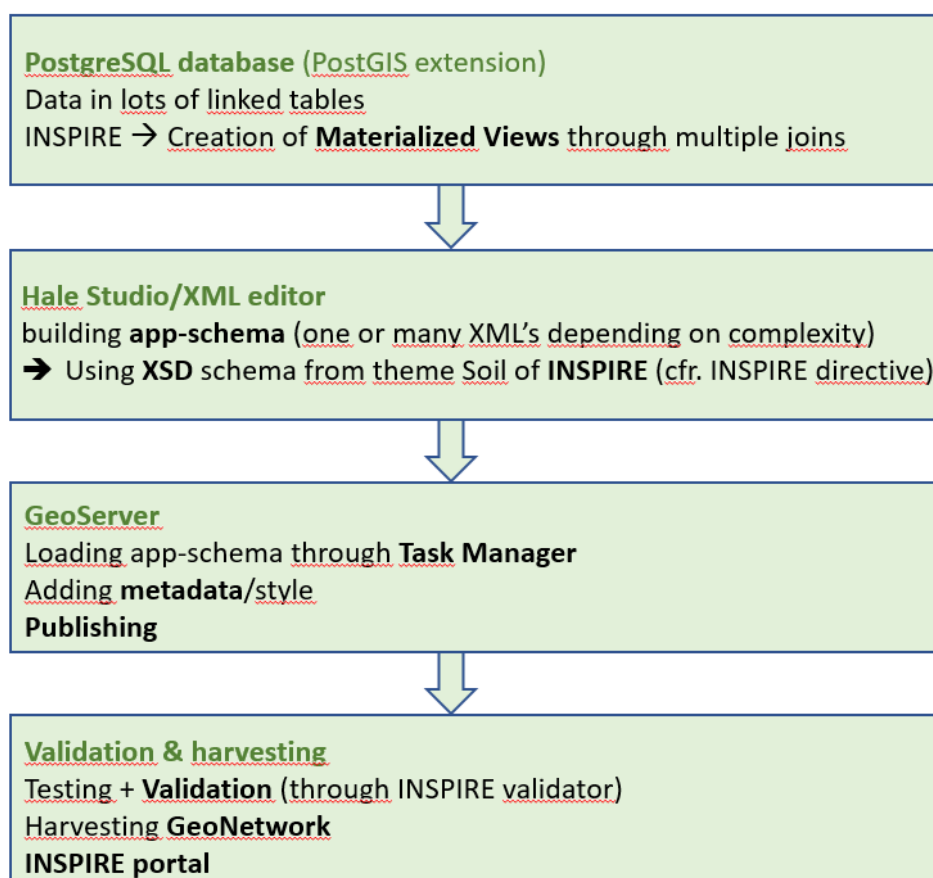 PostgreSQL database (PostGIS extension)
Data in lots of linked tables
INSPIRE → Creation of Materialized Views through multiple joins
Hale Studio/XML editor
building app-schema (one or many XML's depending on complexity)
➔ Using XSD schema from theme Soil of INSPIRE (cfr. INSPIRE directive)
GeoServer
Loading app-schema through Task Manager
Adding metadata/style
Publishing
Validation & harvesting
Testing + Validation (through INSPIRE validator)
Harvesting GeoNetwork
INSPIRE portal